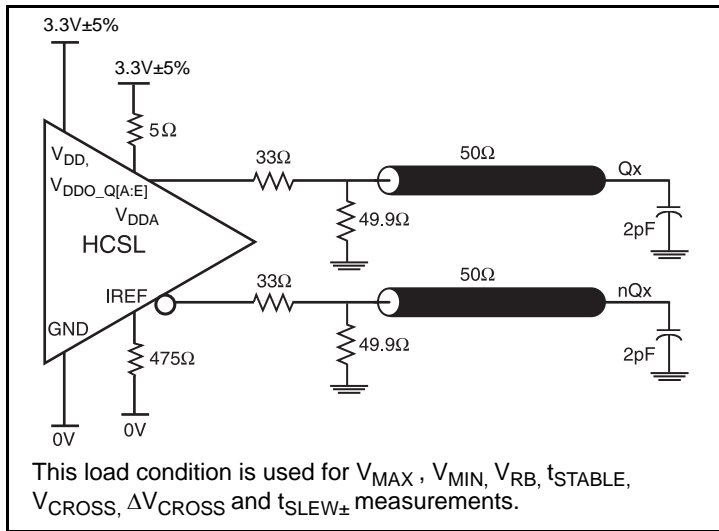 3.3V±5%
3.3V±5%
5Ω
33Ω
50Ω
Qx
VDD,
VDDO_Q[A:E]
VDDA
49.9Ω
2pF
HCSL
33Ω
50Ω
nQx
IREF
GND
49.9Ω
2pF
475Ω
0V
0V
This load condition is used for VMAX , VMIN, VRB, tSTABLE,
VCROSS, ΔVCROSS and tSLEW± measurements.